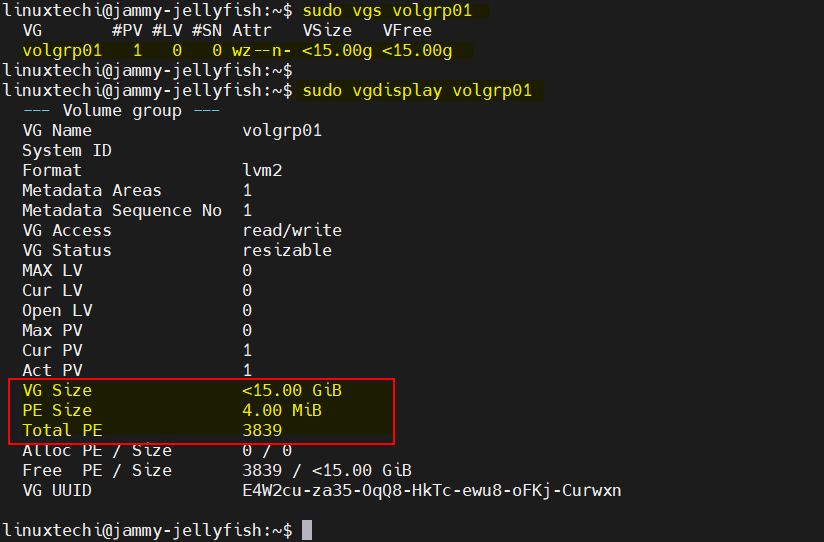 linuxtechi@jammy-jellyfish:~$ sudo vgs volgrp01
  VG       #PV #LV #SN Attr   VSize   VFree
  volgrp01   1   0   0 wz--n- <15.00g <15.00g
linuxtechi@jammy-jellyfish:~$
linuxtechi@jammy-jellyfish:~$ sudo vgdisplay volgrp01
  --- Volume group ---
  VG Name               volgrp01
  System ID
  Format                lvm2
  Metadata Areas        1
  Metadata Sequence No  1
  VG Access             read/write
  VG Status             resizable
  MAX LV                0
  Cur LV                0
  Open LV               0
  Max PV                0
  Cur PV                1
  Act PV                1
  VG Size               <15.00 GiB
  PE Size               4.00 MiB
  Total PE              3839
  Alloc PE / Size       0 / 0
  Free  PE / Size       3839 / <15.00 GiB
  VG UUID               E4W2cu-za35-OqQ8-HkTc-ewu8-oFKj-Curwxn
linuxtechi@jammy-jellyfish:~$